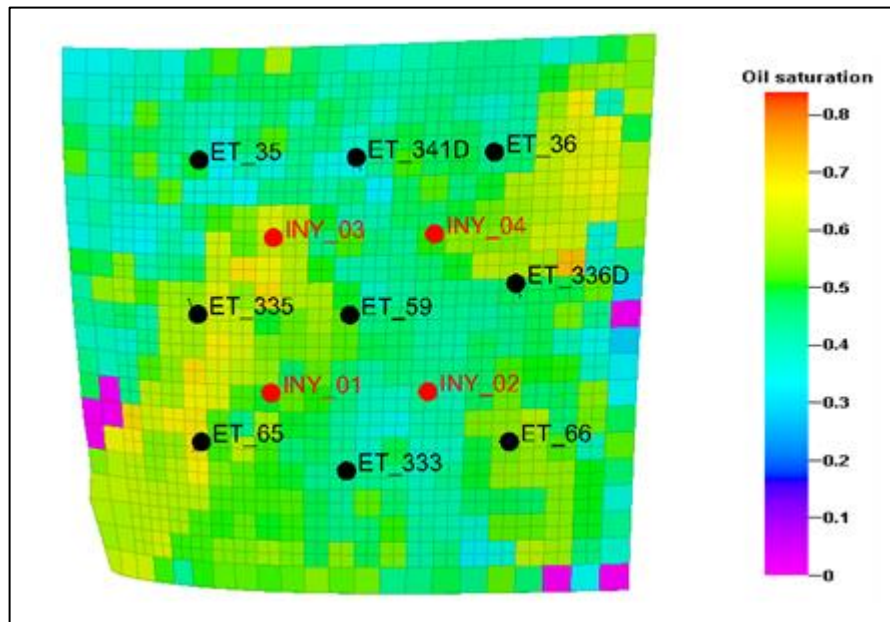 Oil saturation
0.8
0.7
0.6
0.5
0.4
0.3
0.2
0.1
0
ET_35
ET_341D
ET_36
INY_03
INY_04
ET_336D
ET_335
ET_59
INY_01
INY_02
ET_65
ET_66
ET_333